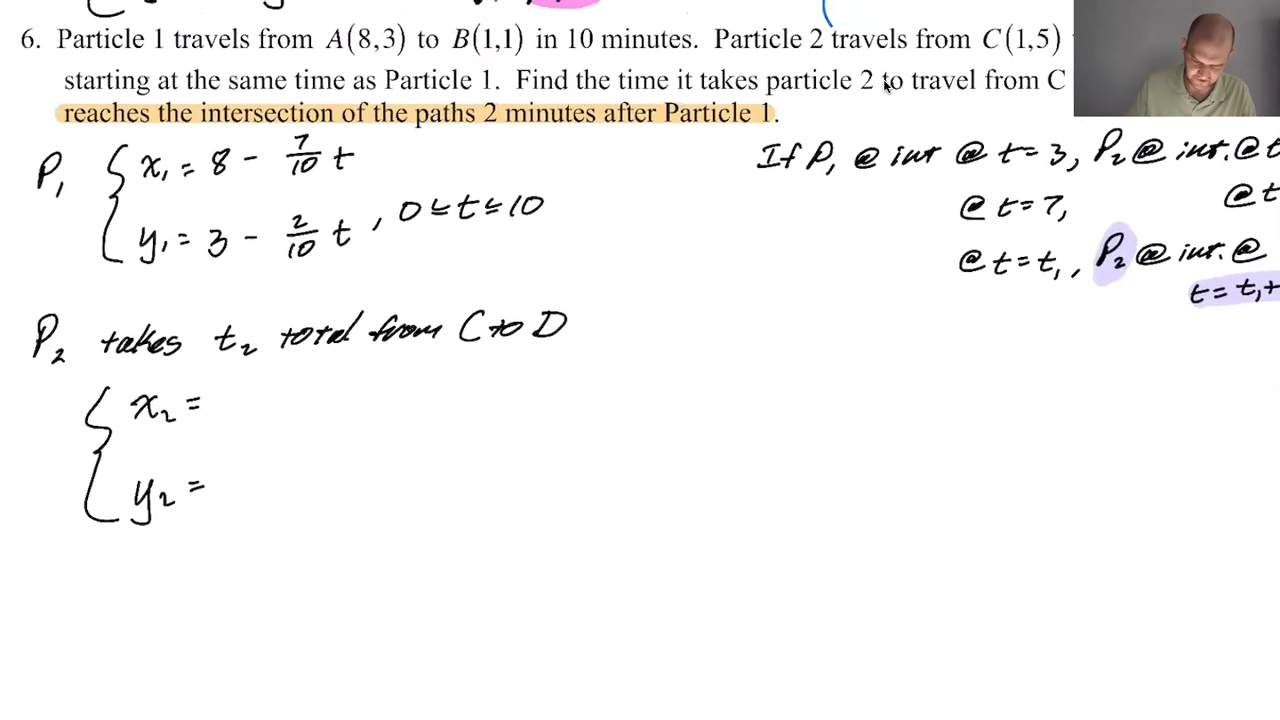 6. Particle 1 travels from A(8,3) to B(1,1) in 10 minutes. Particle 2 travels from C(1,5)
starting at the same time as Particle 1. Find the time it takes particle 2 to travel from C
reaches the intersection of the paths 2 minutes after Particle 1.
P₁ { x₁ = 8 - 7/10 t
y₁ = 3 - 2/10 t , 0 ≤ t ≤ 10
If P₁ @ int @ t = 3, P₂ @ int. @ t
@ t = 7, @ t
@ t = t₁, P₂ @ int. @
t = t₁ +
P₂ takes t₂ total from C to D
{ x₂ =
y₂ =